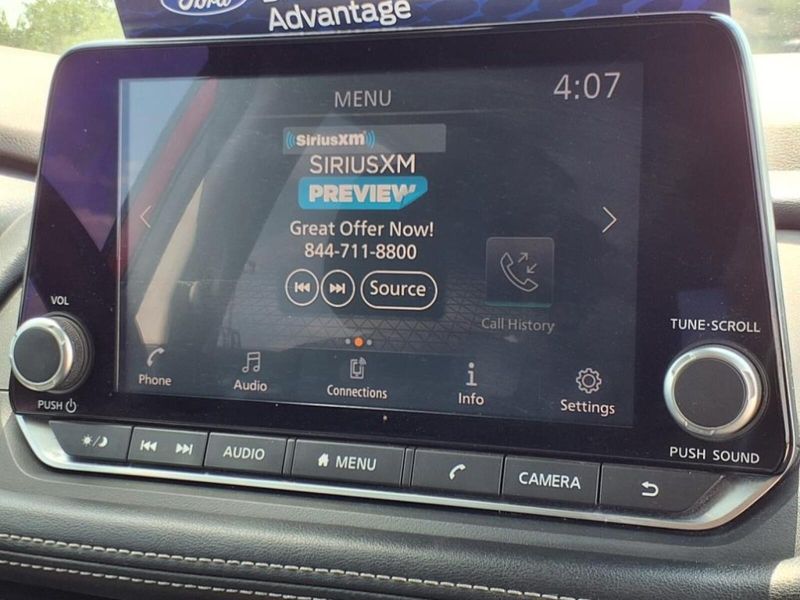 Ford
Advantage
MENU
4:07
SiriusXM
SIRIUSXM
PREVIEW
Great Offer Now!
844-711-8800
Source
Call History
Phone
Audio
Connections
Info
Settings
VOL
PUSH
TUNE·SCROLL
PUSH SOUND
AUDIO
MENU
CAMERA